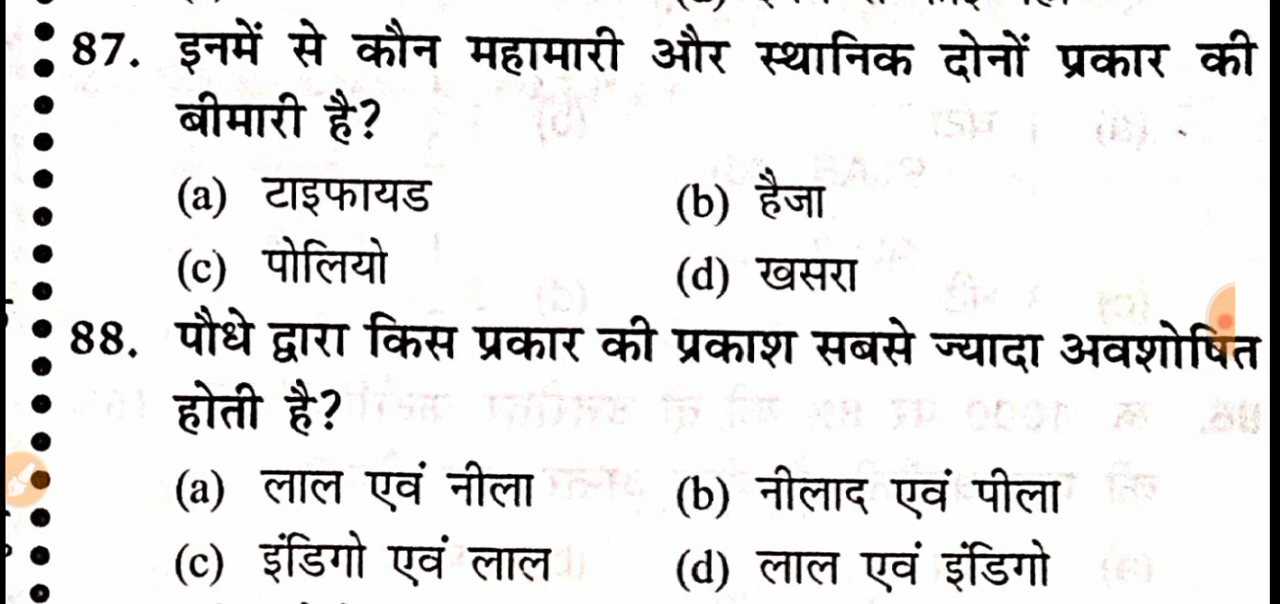 87. इनमें से कौन महामारी और स्थानिक दोनों प्रकार की
बीमारी है?
(a) टाइफायड (b) हैजा
(c) पोलियो (d) खसरा
88. पौधे द्वारा किस प्रकार की प्रकाश सबसे ज्यादा अवशोषित
होती है?
(a) लाल एवं नीला (b) नीलाद एवं पीला
(c) इंडिगो एवं लाल (d) लाल एवं इंडिगो